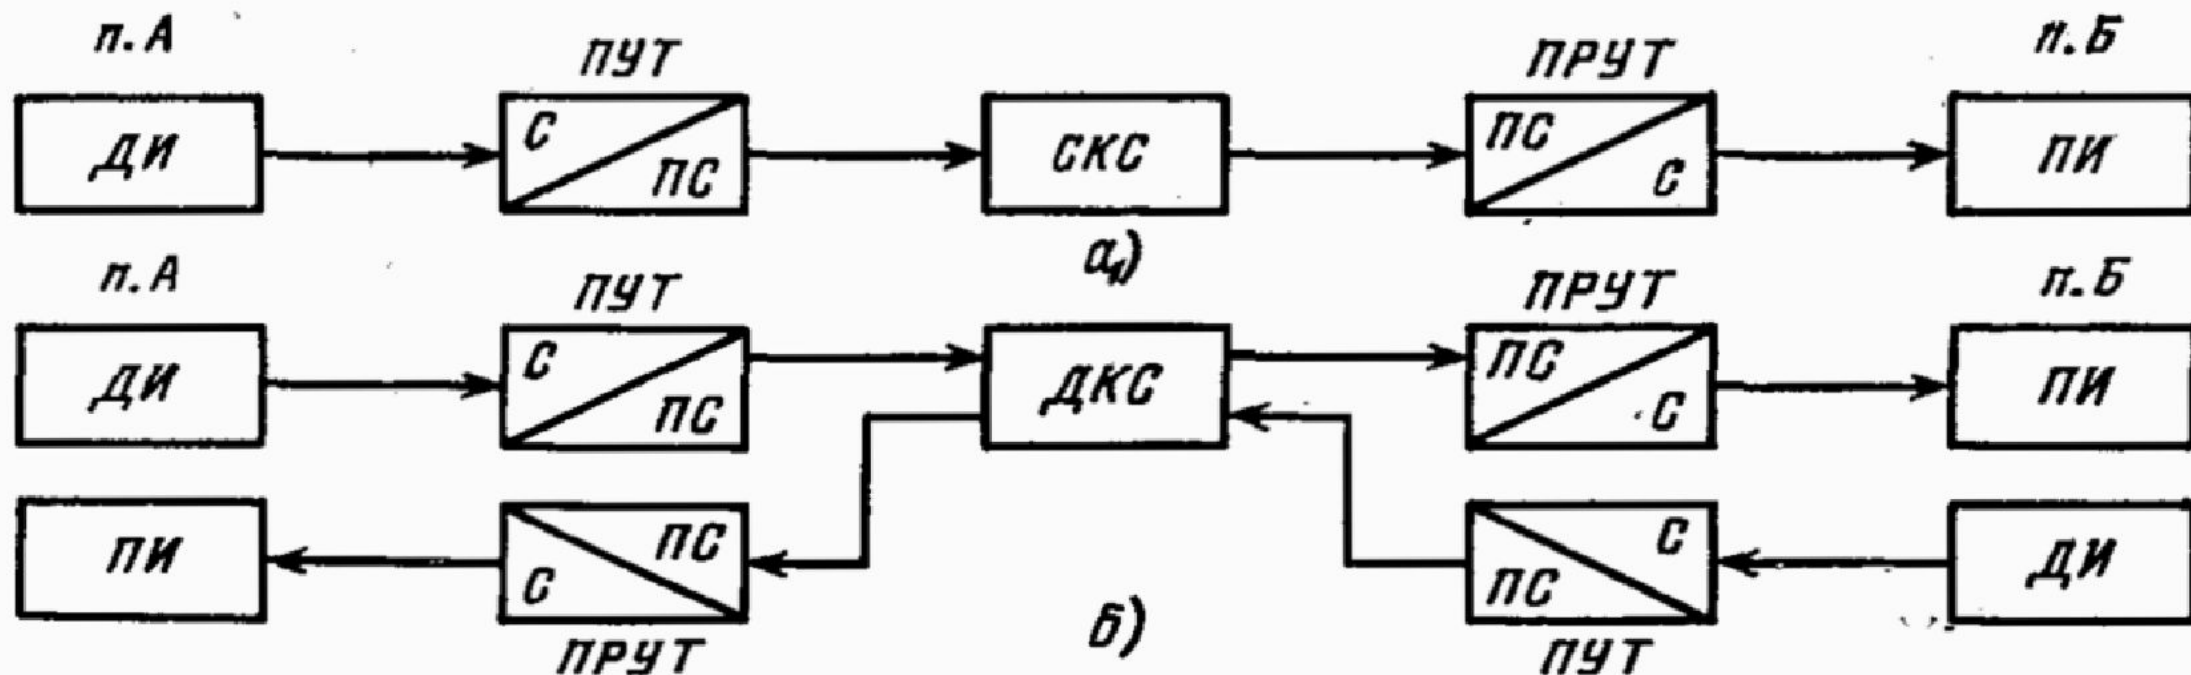 п.А ПУТ ПРУТ п.Б
ДИ С ПС СКС ПС С ПИ
а)
п.А ПУТ ПРУТ п.Б
ДИ С ПС ДКС ПС С ПИ
ПИ С ПС ПС С ДИ
б)
ПРУТ ПУТ